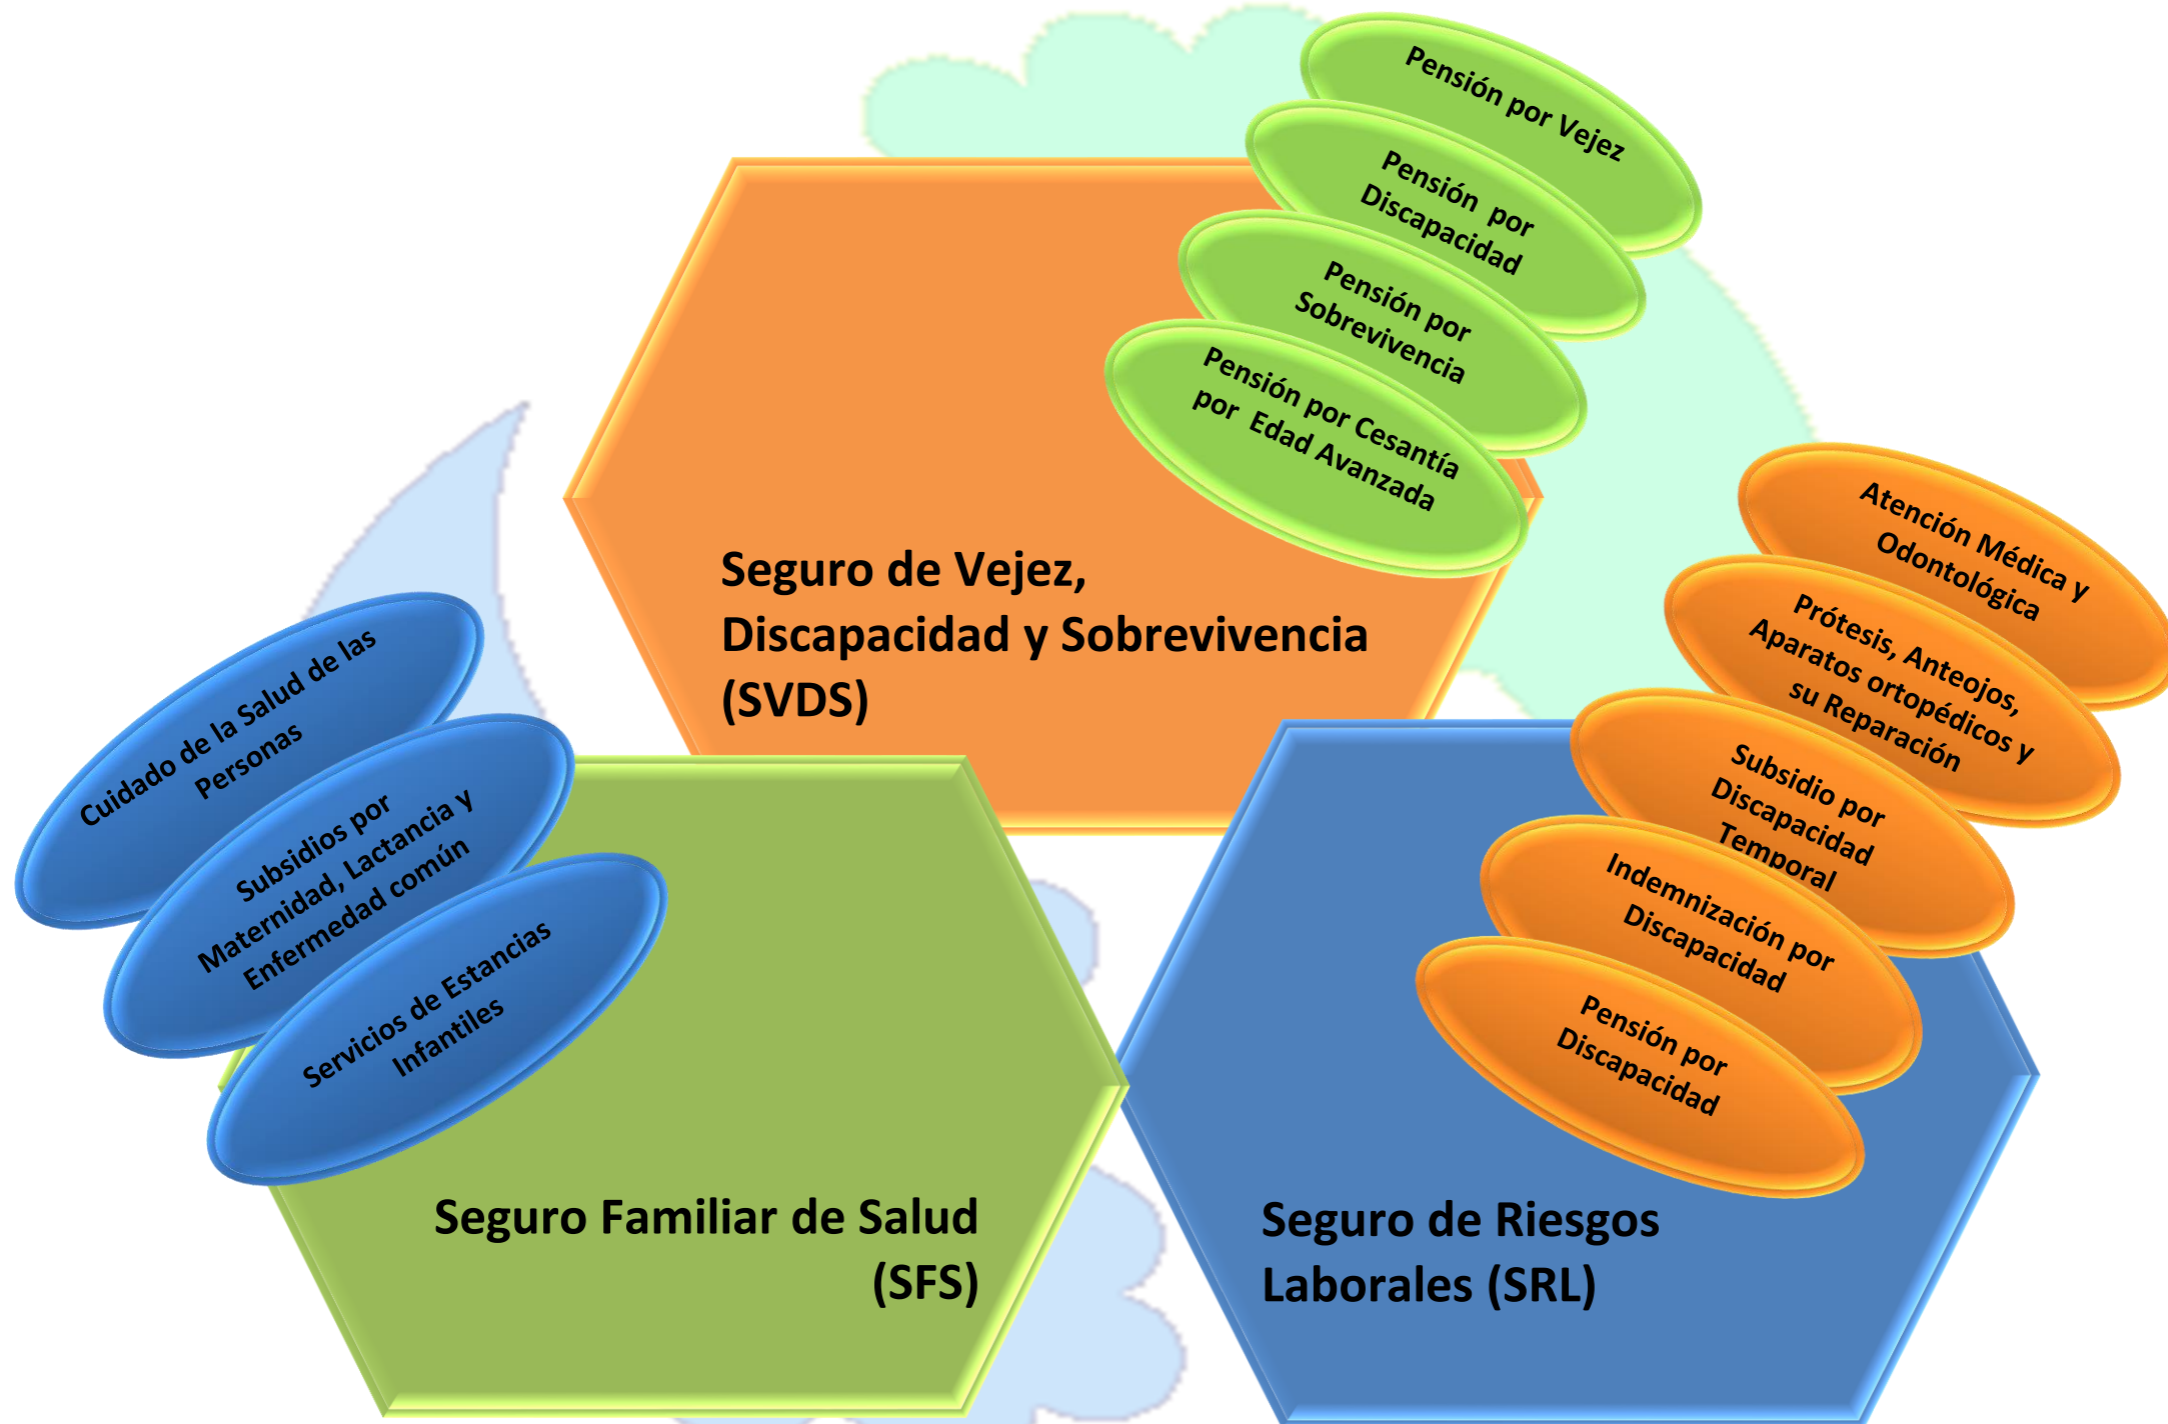 Pensión por Vejez
Pensión por
Discapacidad
Pensión por
Sobrevivencia
Pensión por Cesantía
por Edad Avanzada
Seguro de Vejez,
Discapacidad y Sobrevivencia
(SVDS)
Cuidado de la Salud de las
Personas
Subsidios por
Maternidad, Lactancia y
Enfermedad común
Servicios de Estancias
Infantiles
Seguro Familiar de Salud
(SFS)
Atención Médica y
Odontológica
Prótesis, Anteojos,
Aparatos ortopédicos y
su Reparación
Subsidio por
Discapacidad
Temporal
Indemnización por
Discapacidad
Pensión por
Discapacidad
Seguro de Riesgos
Laborales (SRL)